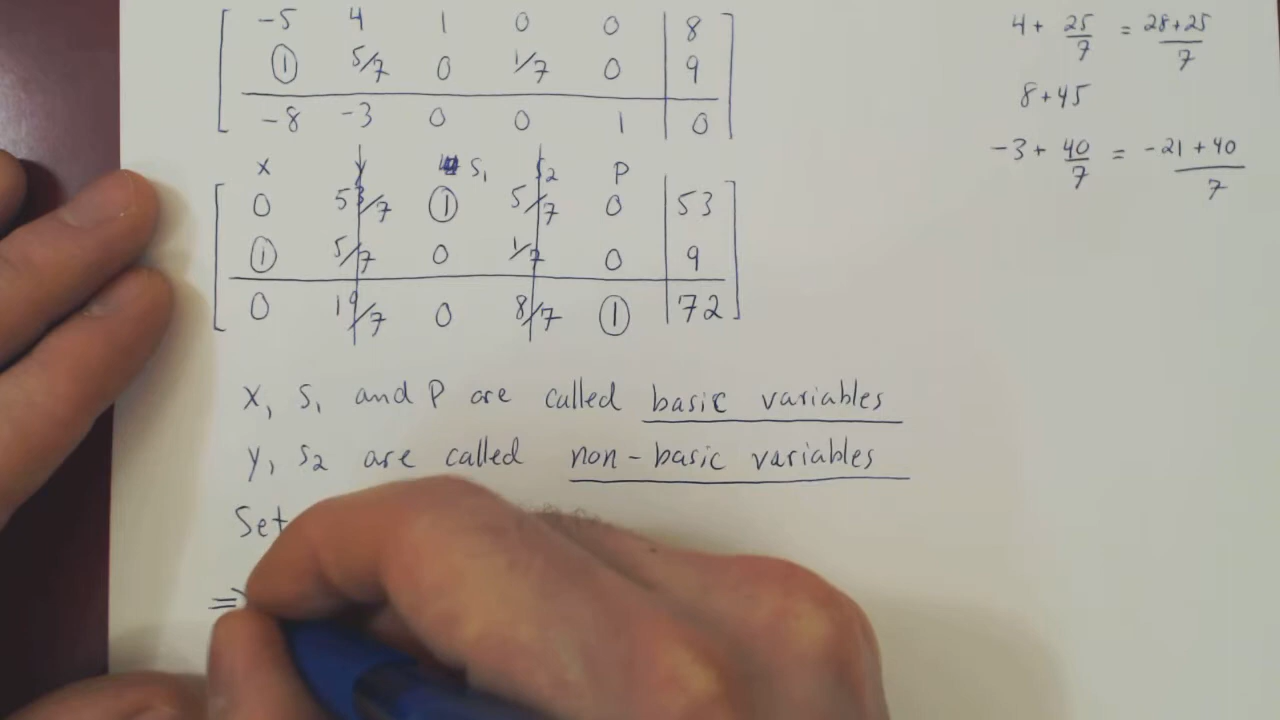 -5 4 1 0 0 8
1 5/7 0 1/7 0 9
-8 -3 0 0 1 0
x y S1 S2 P
0 53/7 1 5/7 0 53
1 5/7 0 1/7 0 9
0 19/7 0 8/7 1 72
x, S1 and P are called basic variables
y, S2 are called non-basic variables
Set
⇒
4 + 25/7 = 28+25/7
8+45
-3 + 40/7 = -21+40/7